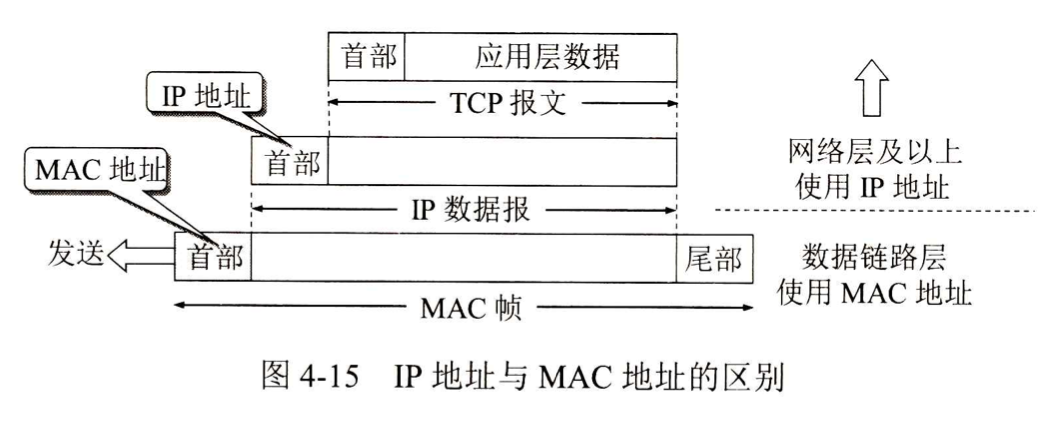 首部 应用层数据
IP 地址
TCP 报文
首部
网络层及以上
使用 IP 地址
MAC 地址
IP 数据报
发送
首部
尾部
数据链路层
使用 MAC 地址
MAC 帧
图 4-15 IP 地址与 MAC 地址的区别